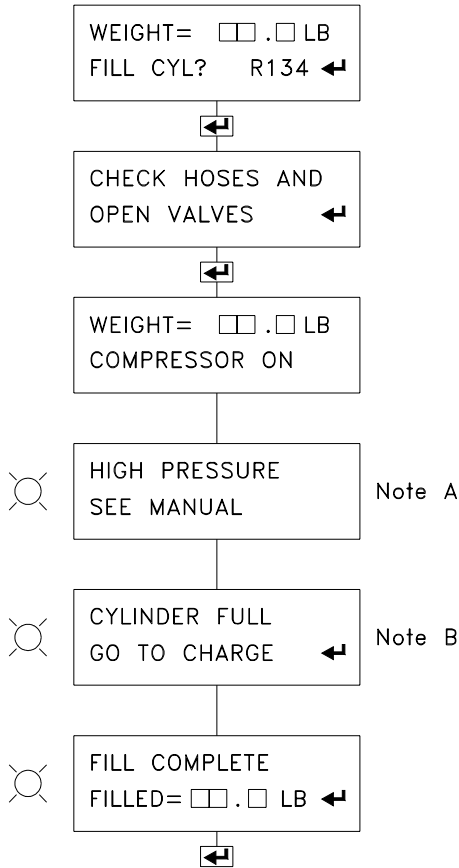 WEIGHT= □□.□ LB
FILL CYL? R134 ↵
↵
CHECK HOSES AND
OPEN VALVES ↵
↵
WEIGHT= □□.□ LB
COMPRESSOR ON
HIGH PRESSURE
SEE MANUAL
Note A
CYLINDER FULL
GO TO CHARGE ↵
Note B
FILL COMPLETE
FILLED= □□.□ LB ↵
↵